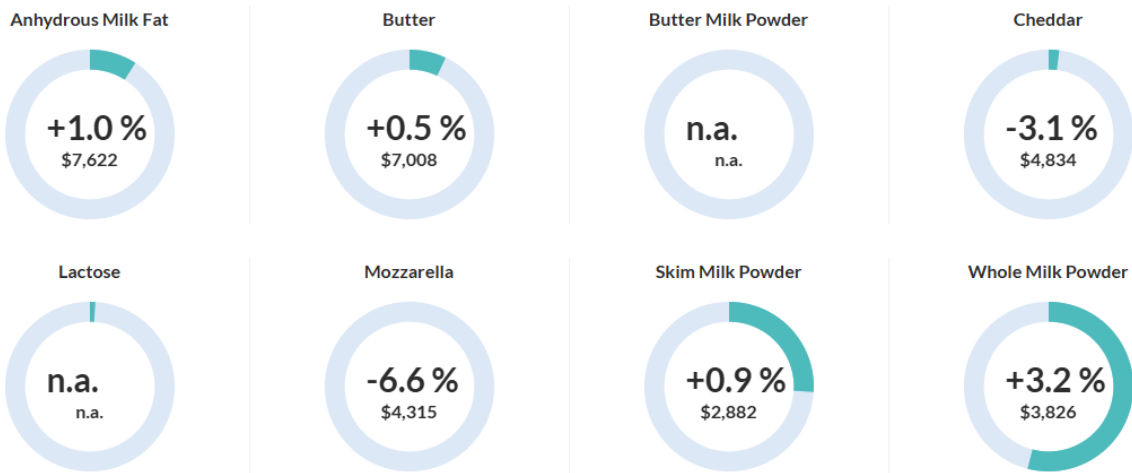 Anhydrous Milk Fat
+1.0 %
$7,622
Butter
+0.5 %
$7,008
Butter Milk Powder
n.a.
n.a.
Cheddar
-3.1 %
$4,834
Lactose
n.a.
n.a.
Mozzarella
-6.6 %
$4,315
Skim Milk Powder
+0.9 %
$2,882
Whole Milk Powder
+3.2 %
$3,826